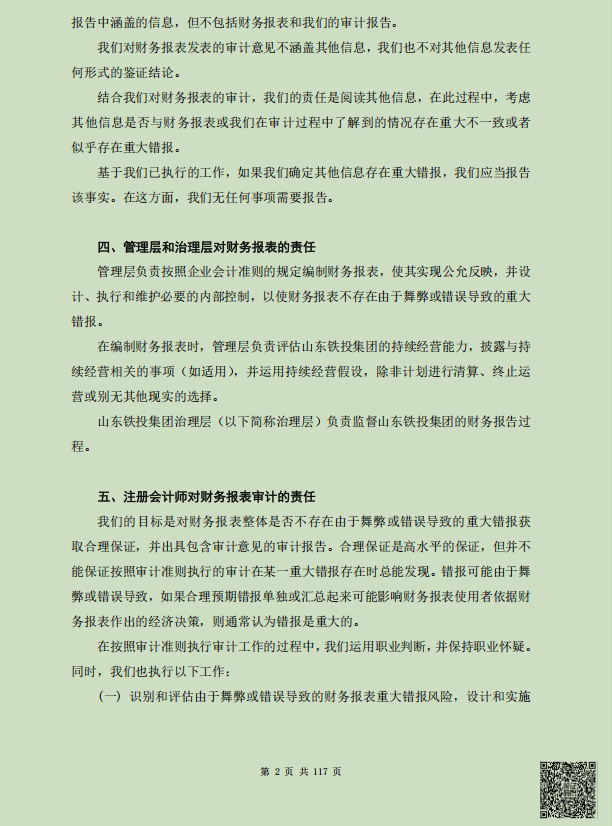 报告中涵盖的信息，但不包括财务报表和我们的审计报告。
我们对财务报表发表的审计意见不涵盖其他信息，我们也不对其他信息发表任
何形式的鉴证结论。
结合我们对财务报表的审计，我们的责任是阅读其他信息，在此过程中，考虑
其他信息是否与财务报表或我们在审计过程中了解到的情况存在重大不一致或者
似乎存在重大错报。
基于我们已执行的工作，如果我们确定其他信息存在重大错报，我们应当报告
该事实。在这方面，我们无任何事项需要报告。
四、管理层和治理层对财务报表的责任
管理层负责按照企业会计准则的规定编制财务报表，使其实现公允反映，并设
计、执行和维护必要的内部控制，以使财务报表不存在由于舞弊或错误导致的重大
错报。
在编制财务报表时，管理层负责评估山东铁投集团的持续经营能力，披露与持
续经营相关的事项（如适用），并运用持续经营假设，除非计划进行清算、终止运
营或别无其他现实的选择。
山东铁投集团治理层（以下简称治理层）负责监督山东铁投集团的财务报告过
程。
五、注册会计师对财务报表审计的责任
我们的目标是对财务报表整体是否不存在由于舞弊或错误导致的重大错报获
取合理保证，并出具包含审计意见的审计报告。合理保证是高水平的保证，但并不
能保证按照审计准则执行的审计在某一重大错报存在时总能发现。错报可能由于舞
弊或错误导致，如果合理预期错报单独或汇总起来可能影响财务报表使用者依据财
务报表作出的经济决策，则通常认为错报是重大的。
在按照审计准则执行审计工作的过程中，我们运用职业判断，并保持职业怀疑。
同时，我们也执行以下工作：
（一）识别和评估由于舞弊或错误导致的财务报表重大错报风险，设计和实施
第 2 页 共 117 页